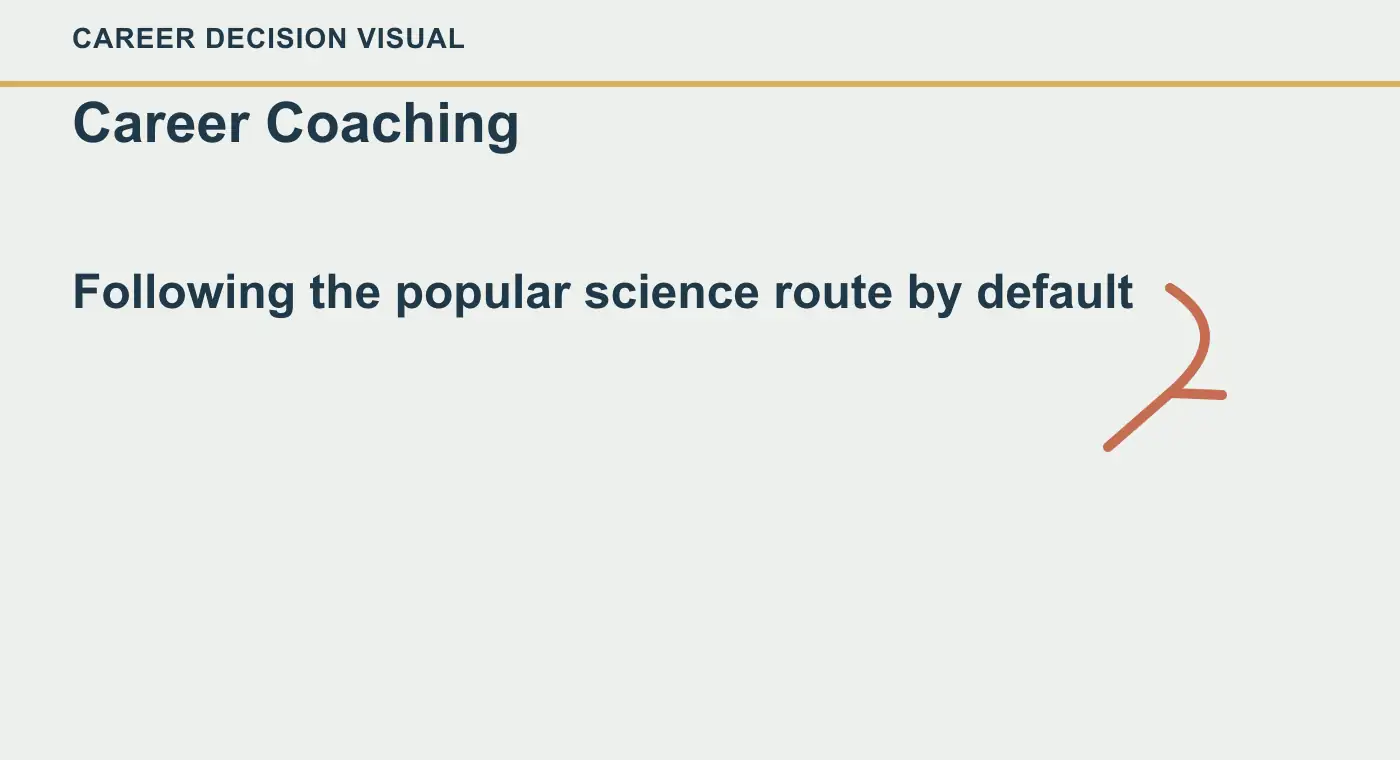 CAREER DECISION VISUAL
Career Coaching
Following the popular science route by default